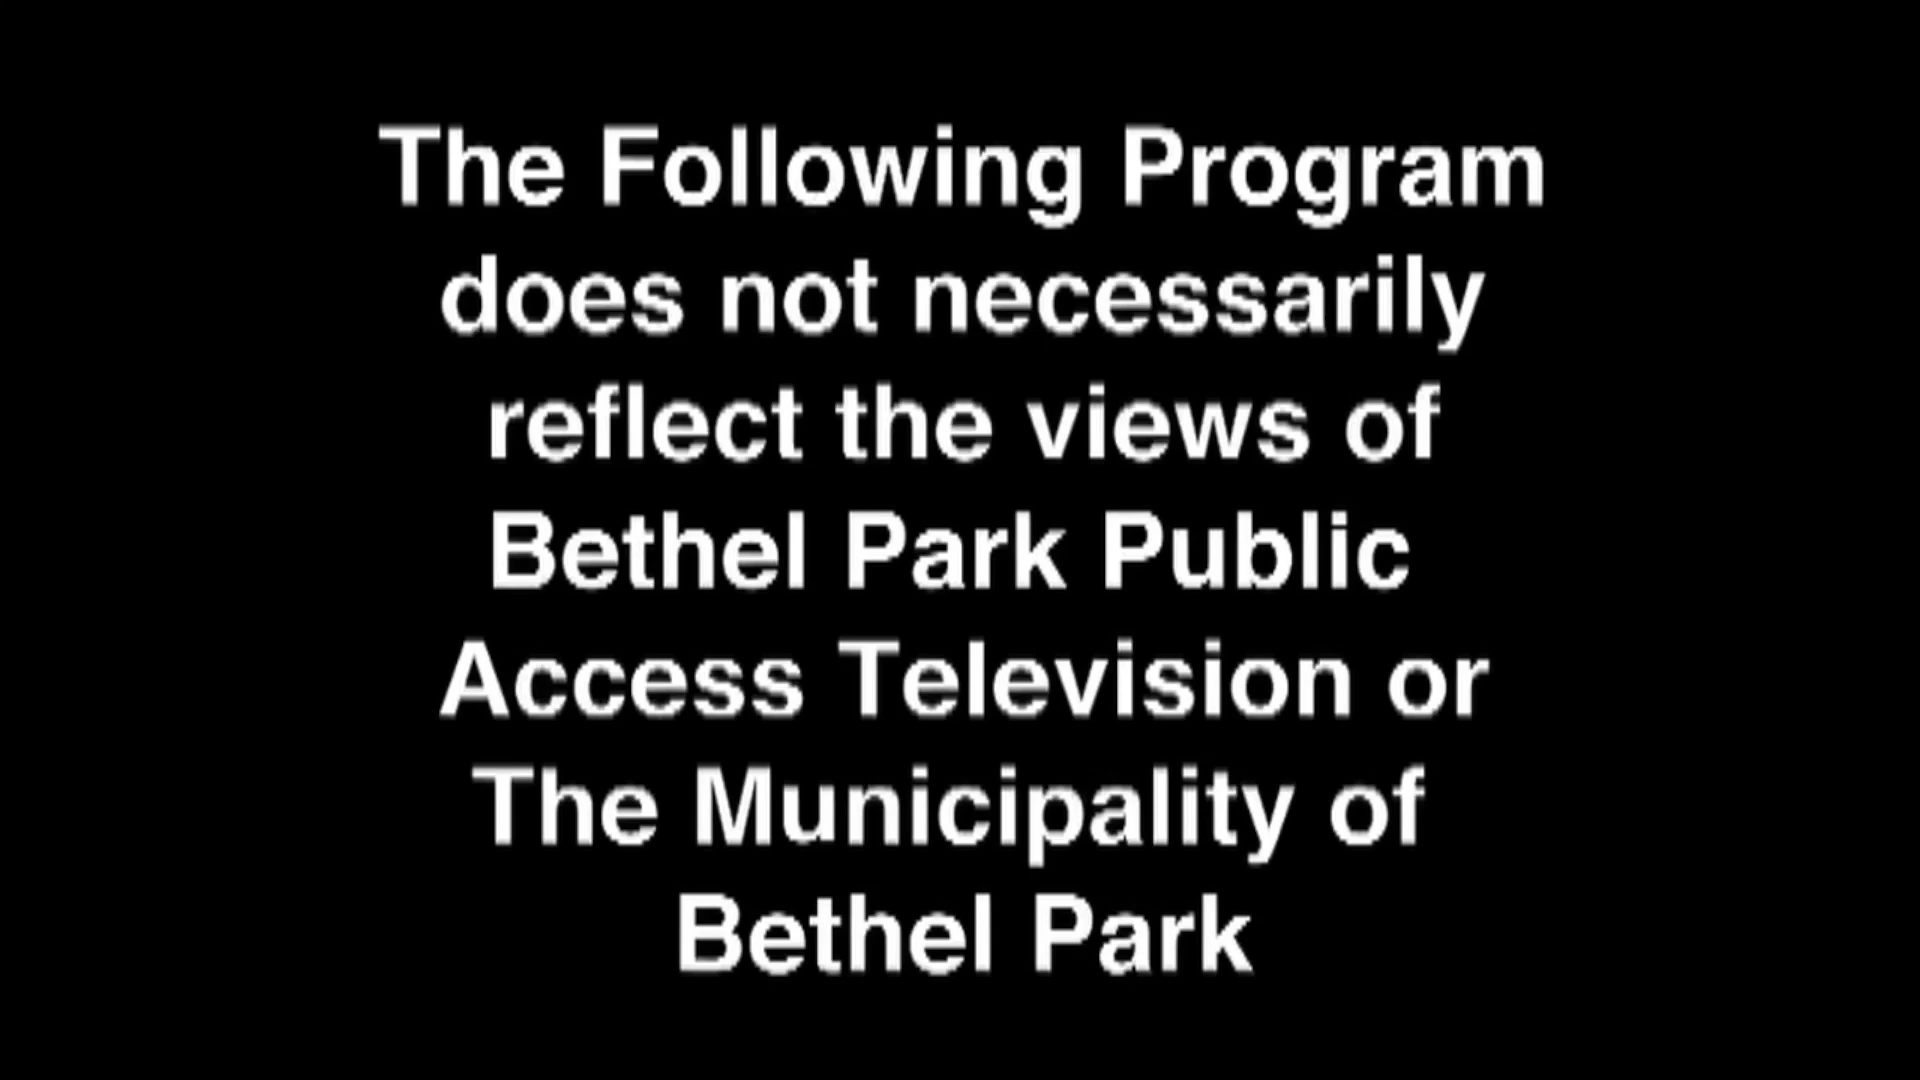 The Following Program
does not necessarily
reflect the views of
Bethel Park Public
Access Television or
The Municipality of
Bethel Park